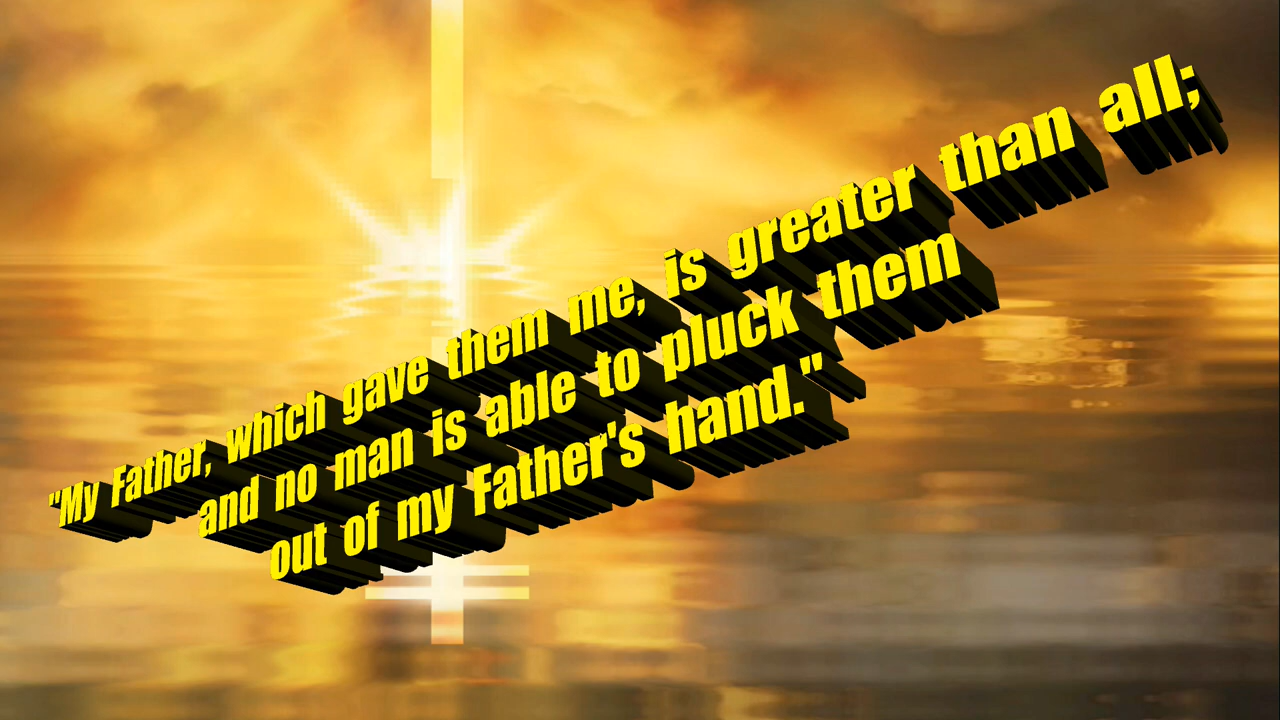 "My Father, which gave them me, is greater than all;
and no man is able to pluck them
out of my Father's hand."